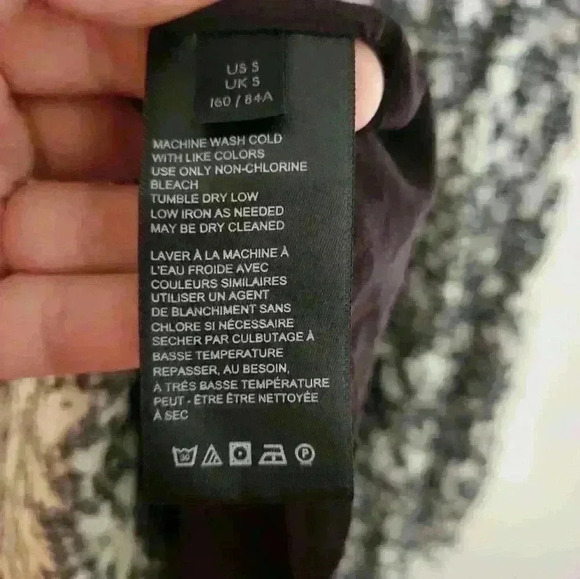 US S
UK S
160 / 84A
MACHINE WASH COLD
WITH LIKE COLORS
USE ONLY NON-CHLORINE
BLEACH
TUMBLE DRY LOW
LOW IRON AS NEEDED
MAY BE DRY CLEANED
LAVER À LA MACHINE À
L'EAU FROIDE AVEC
COULEURS SIMILAIRES
UTILISER UN AGENT
DE BLANCHIMENT SANS
CHLORE SI NÉCESSAIRE
SECHER PAR CULBUTAGE À
BASSE TEMPERATURE
REPASSER, AU BESOIN,
À TRÉS BASSE TEMPÉRATURE
PEUT - ÊTRE ÊTRE NETTOYÉE
À SEC
30 P